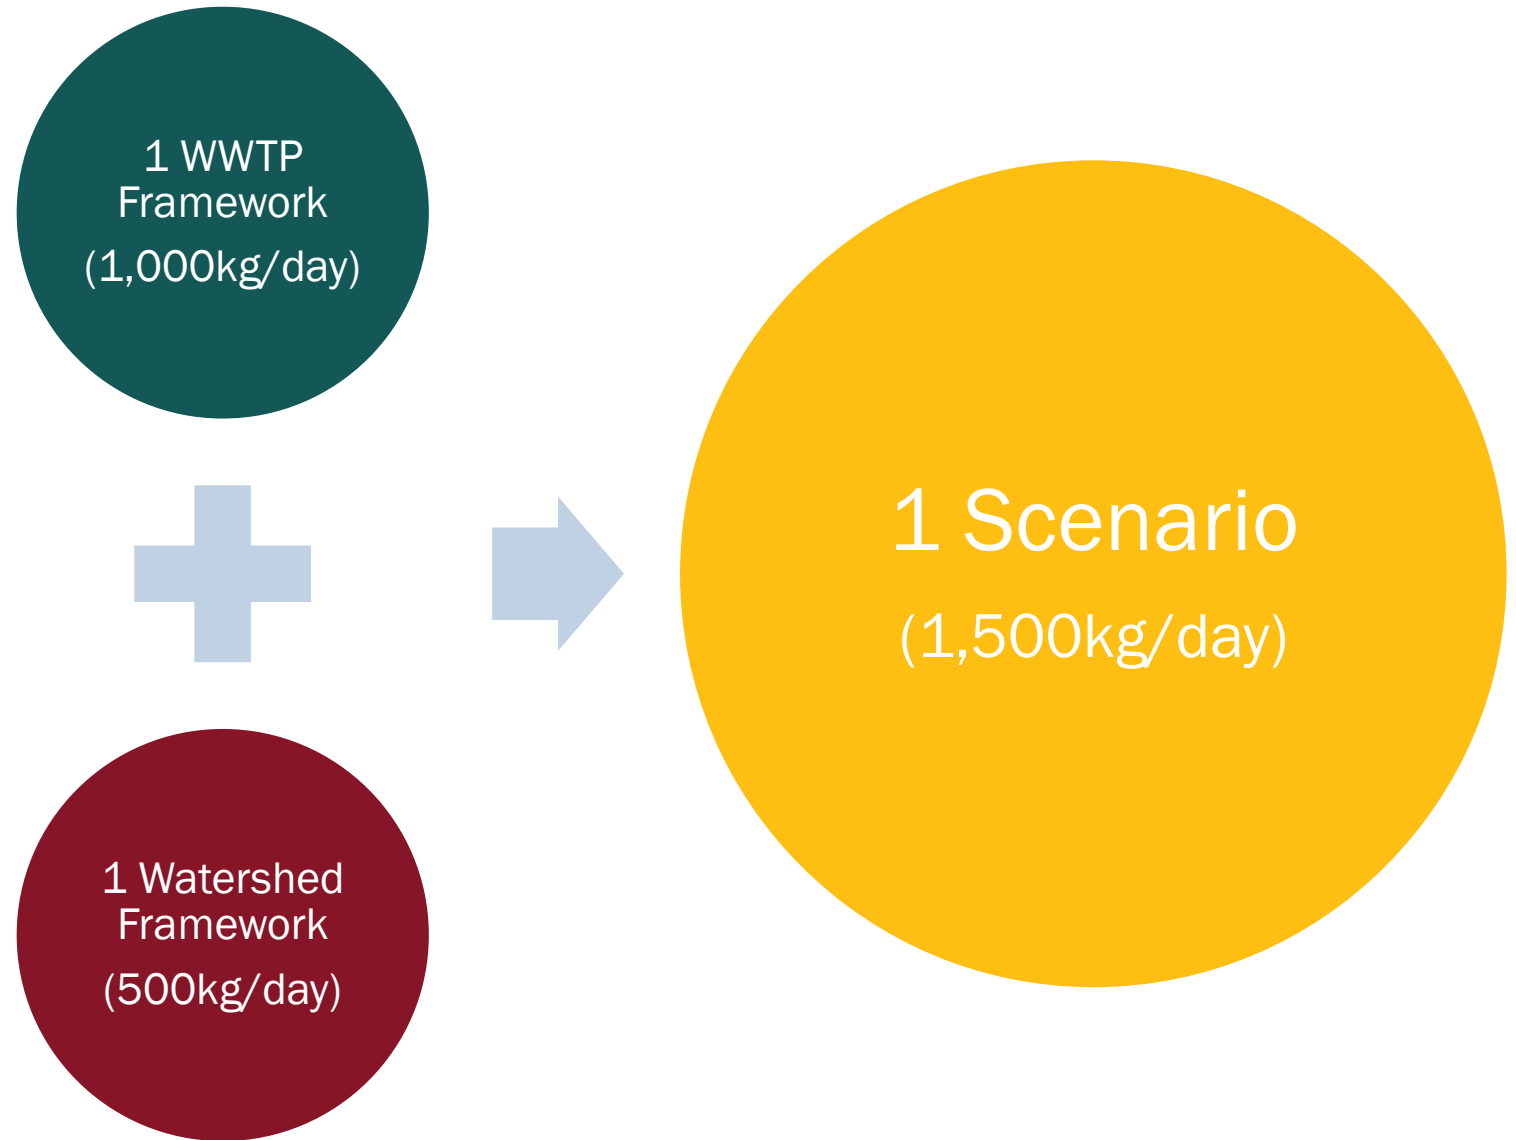 1 WWTP
Framework
(1,000kg/day)
1 Watershed
Framework
(500kg/day)
1 Scenario
(1,500kg/day)